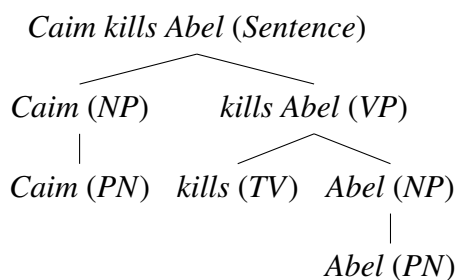 Caim kills Abel (Sentence)
Caim (NP) kills Abel (VP)
Caim (PN) kills (TV) Abel (NP)
Abel (PN)